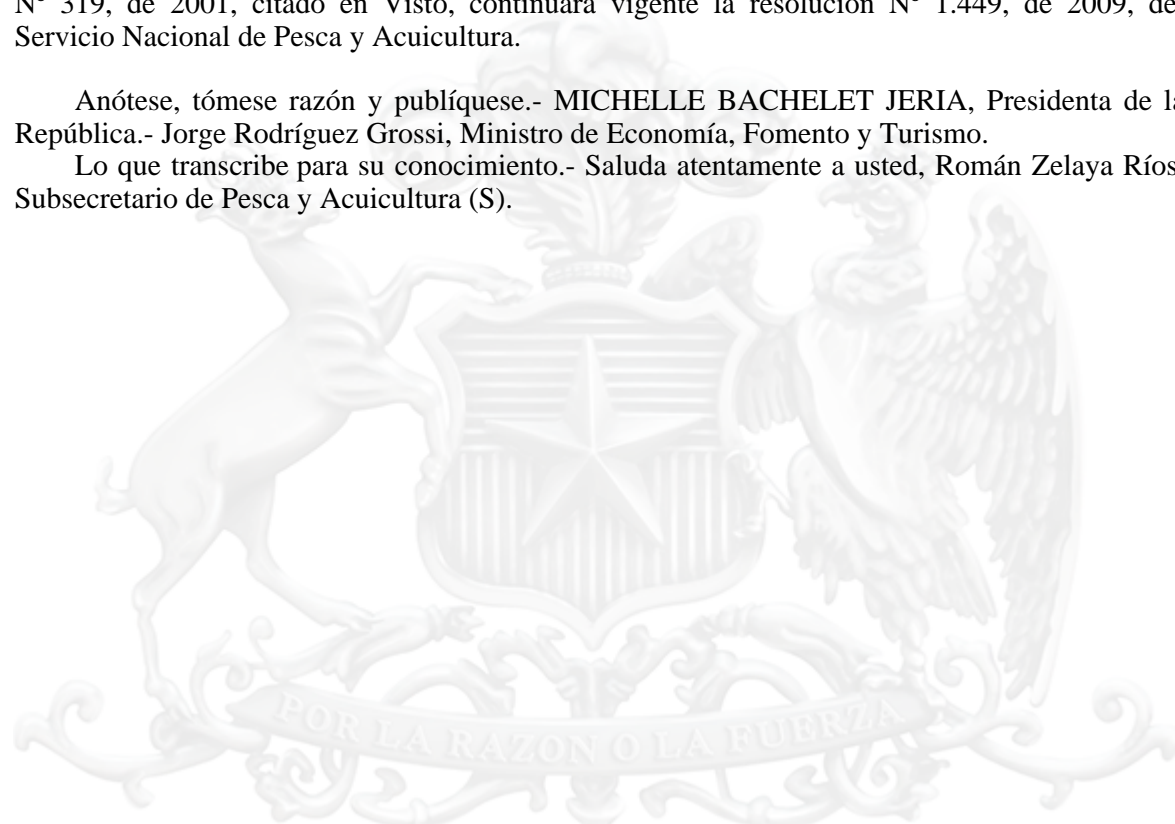 Nº 319, de 2001, citado en Visto, continuará vigente la resolución Nº 1.449, de 2009, de
Servicio Nacional de Pesca y Acuicultura.
Anótese, tómese razón y publíquese.- MICHELLE BACHELET JERIA, Presidenta de l
República.- Jorge Rodríguez Grossi, Ministro de Economía, Fomento y Turismo.
Lo que transcribe para su conocimiento.- Saluda atentamente a usted, Román Zelaya Ríos
Subsecretario de Pesca y Acuicultura (S).
POR LA RAZON O LA FUERZA